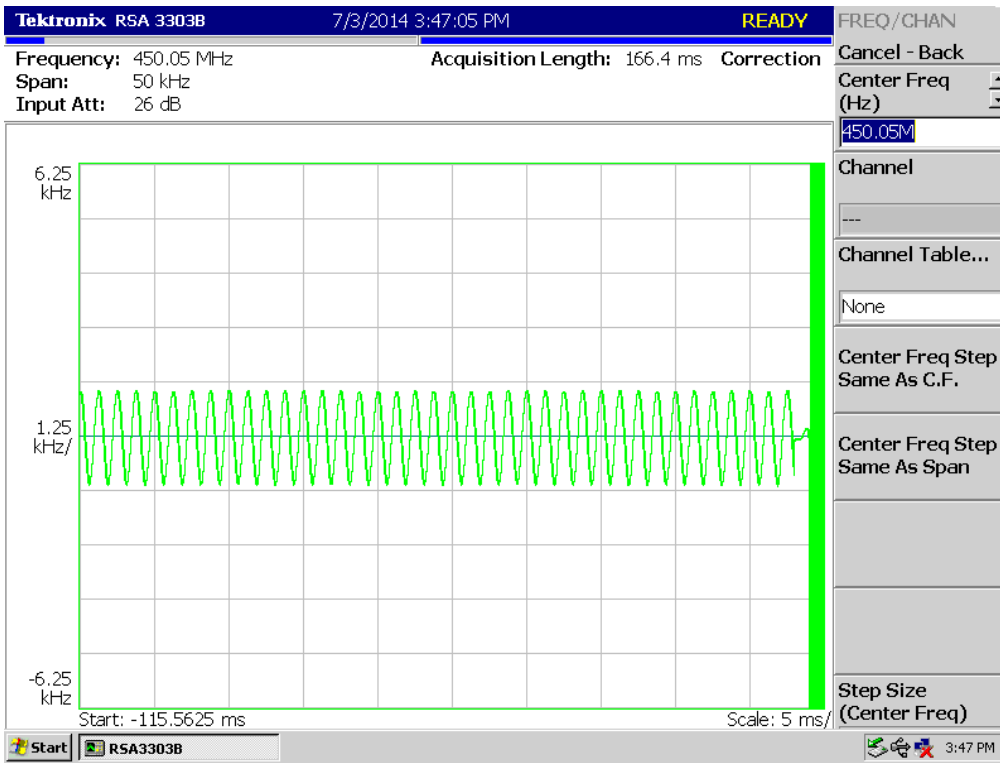 Tektronix RSA 3303B 7/3/2014 3:47:05 PM READY
FREQ/CHAN
Frequency: 450.05 MHz Acquisition Length: 166.4 ms Correction
Span: 50 kHz
Input Att: 26 dB
Cancel - Back
Center Freq
(Hz)
450.05M
Channel
---
Channel Table...
None
Center Freq Step
Same As C.F.
Center Freq Step
Same As Span
Step Size
(Center Freq)
6.25
kHz
1.25
kHz/
-6.25
kHz
Start: -115.5625 ms Scale: 5 ms/
Start RSA3303B 3:47 PM